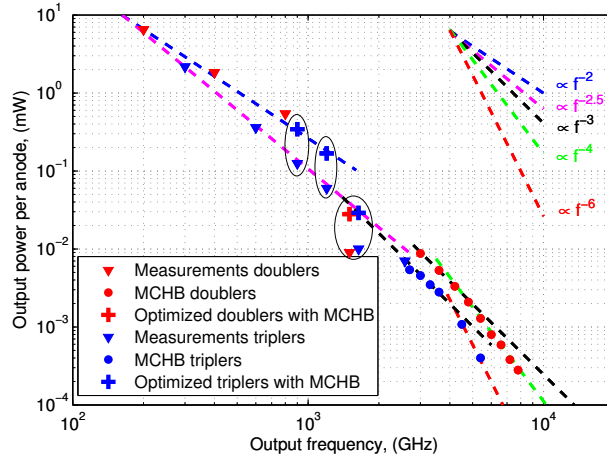 10^1
10^0
10^-1
10^-2
10^-3
10^-4
Output power per anode, (mW)
∝ f^-2
∝ f^-2.5
∝ f^-3
∝ f^-4
∝ f^-6
Measurements doublers
MCHB doublers
Optimized doublers with MCHB
Measurements triplers
MCHB triplers
Optimized triplers with MCHB
10^2
10^3
10^4
Output frequency, (GHz)